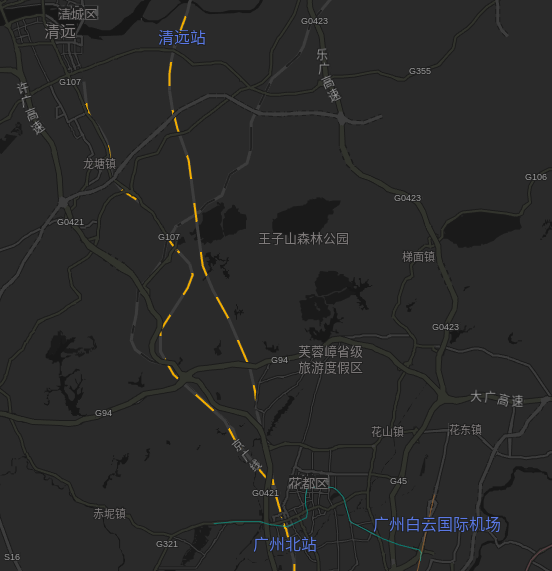 清城区
清远
清远站
G0423
乐广高速
G355
G107
许广高速
龙塘镇
G106
G0423
G0421
G107
王子山森林公园
梯面镇
G0423
芙蓉嶂省级
旅游度假区
G94
大广高速
G94
花山镇
花东镇
京广线
花都区
G45
G0421
赤坭镇
广州白云国际机场
G321
广州北站
S16